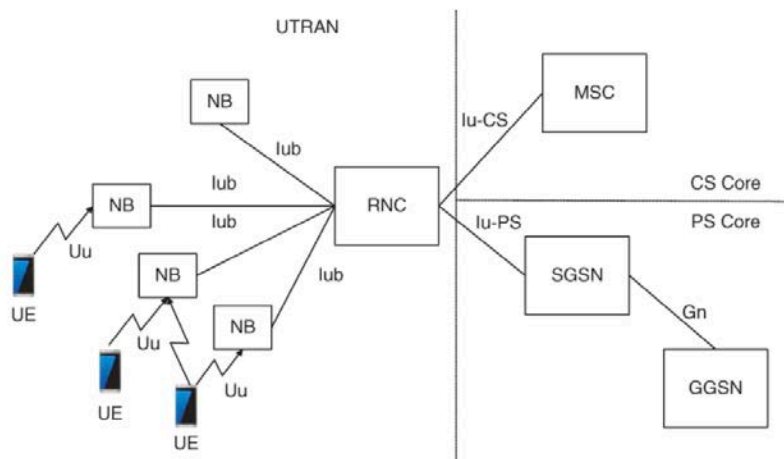 UTRAN
NB
MSC
Iu-CS
Iub
Iub
NB
RNC
CS Core
Iub
PS Core
Iu-PS
Uu
NB
Iub
SGSN
UE
NB
Gn
Uu
Uu
GGSN
UE
UE